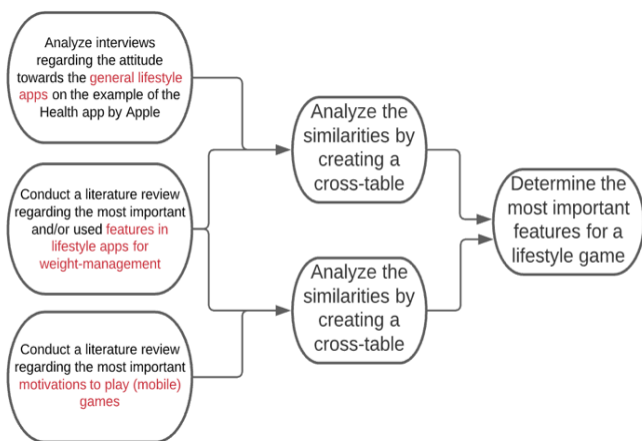 Analyze interviews
regarding the attitude
towards the general lifestyle
apps on the example of the
Health app by Apple
Conduct a literature review
regarding the most important
and/or used features in
lifestyle apps for
weight-management
Conduct a literature review
regarding the most important
motivations to play (mobile)
games
Analyze the
similarities by
creating a
cross-table
Analyze the
similarities by
creating a
cross-table
Determine the
most important
features for a
lifestyle game